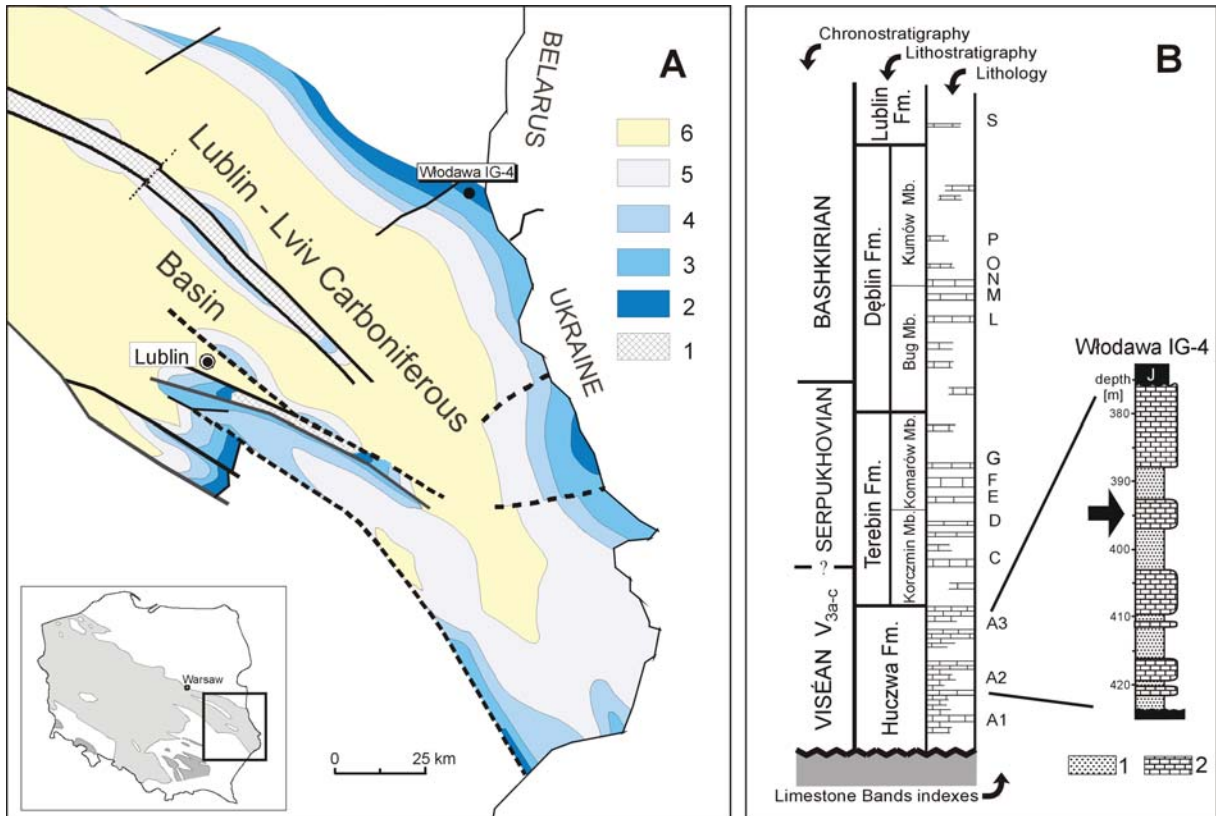 A
BELARUS
6
5
4
3
2
1
Włodawa IG-4
Lublin - Lviv Carboniferous
Basin
UKRAINE
Lublin
Warsaw
0 25 km
B
Chronostratigraphy
Lithostratigraphy
Lithology
BASHKIRIAN
SERPUKHOVIAN
?
VISÉAN V3a-c
Lublin Fm.
Dęblin Fm.
Terebin Fm.
Huczwa Fm.
Kumów Mb.
Bug Mb.
Komarów Mb.
Korczmin Mb.
S
P
O
N
M
L
G
F
E
D
C
A3
A2
A1
Włodawa IG-4
J
depth
[m]
380
390
400
410
420
1 2
Limestone Bands indexes